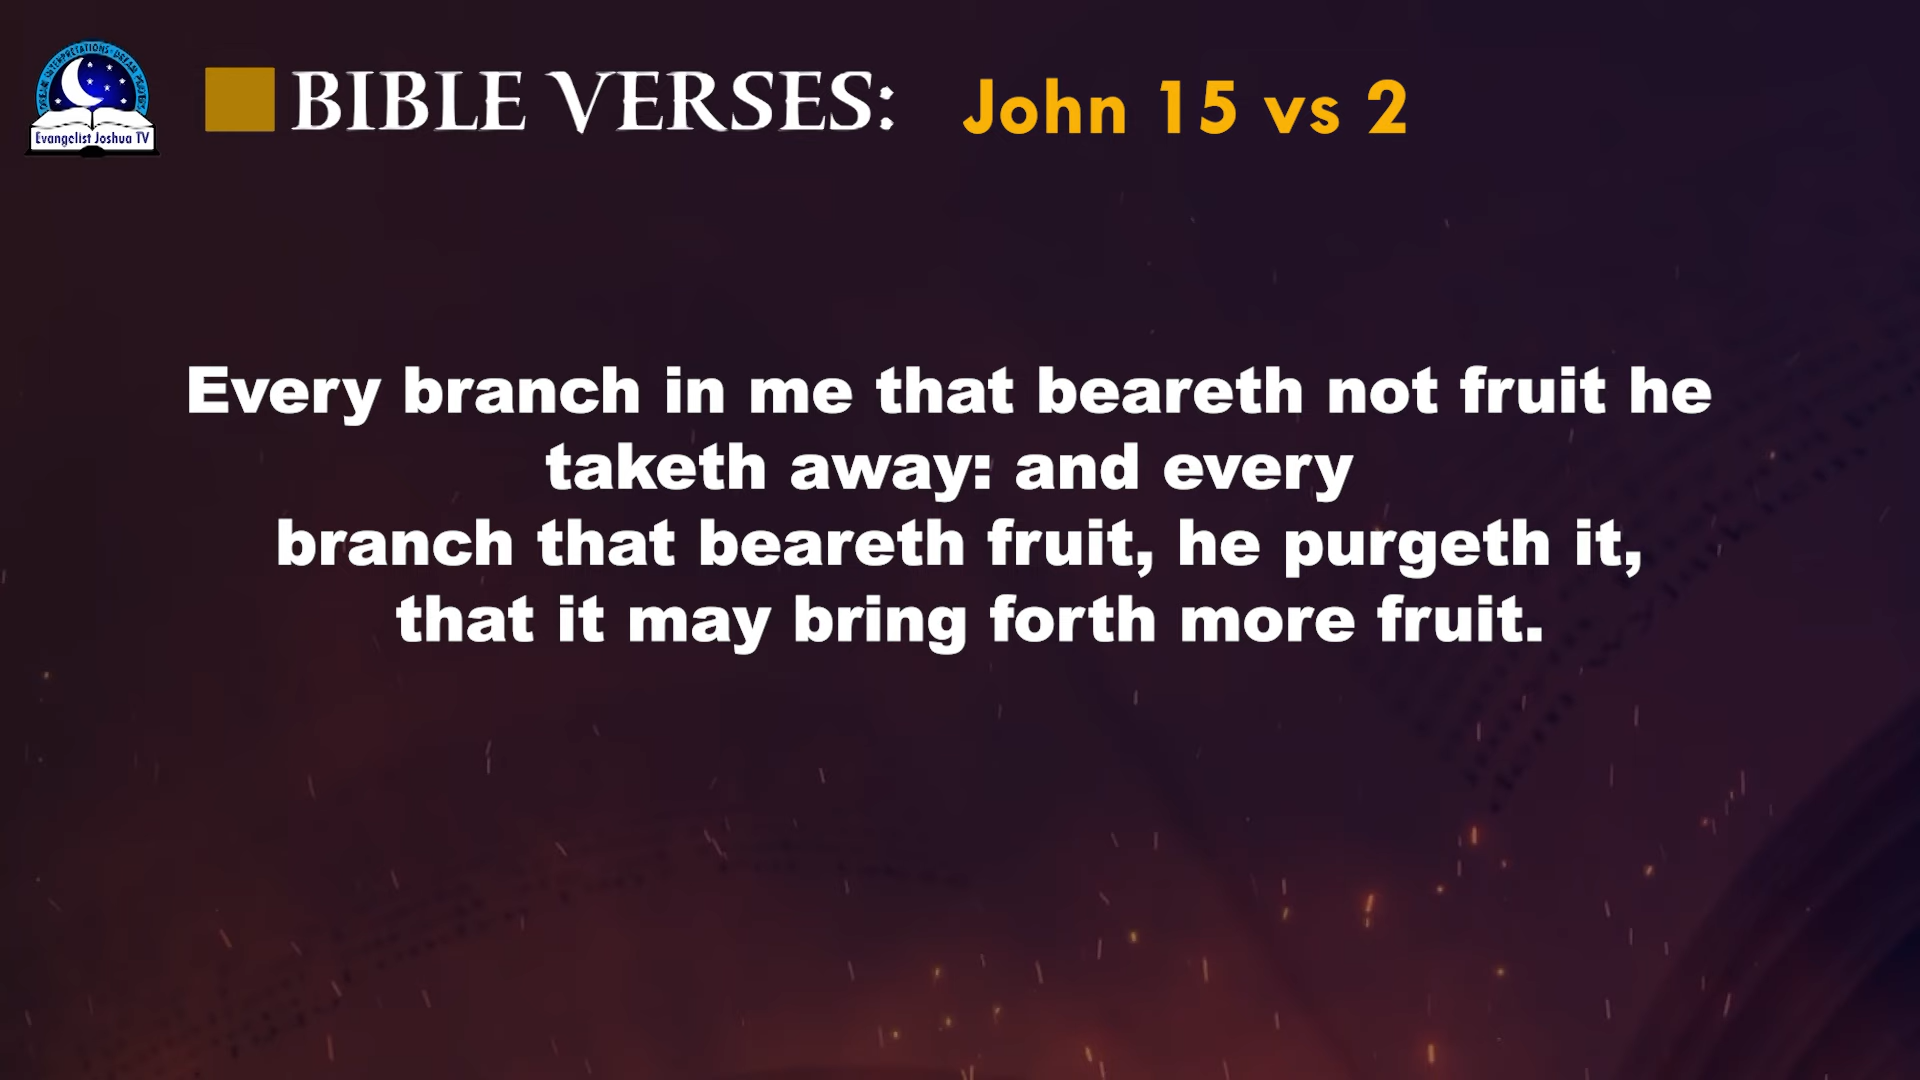 Evangelist Joshua TV
BIBLE VERSES: John 15 vs 2
Every branch in me that beareth not fruit he
taketh away: and every
branch that beareth fruit, he purgeth it,
that it may bring forth more fruit.